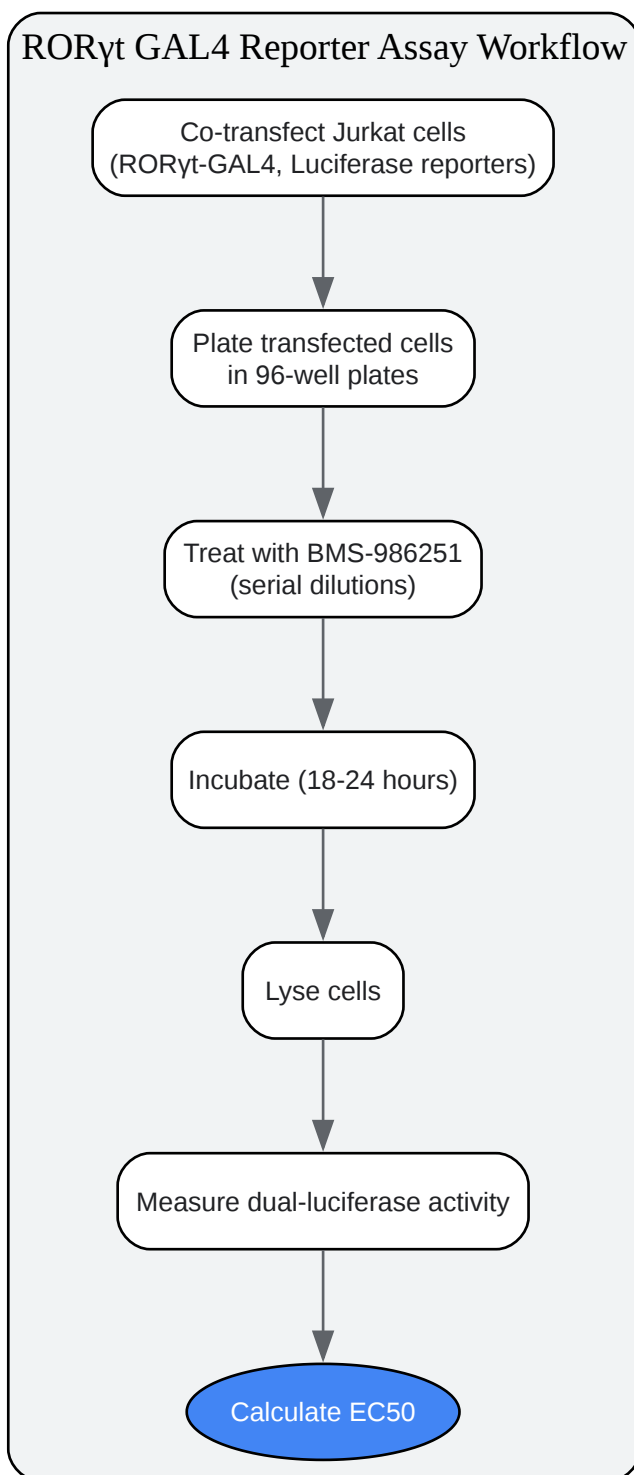 RORγt GAL4 Reporter Assay Workflow
Co-transfect Jurkat cells
(RORγt-GAL4, Luciferase reporters)
Plate transfected cells
in 96-well plates
Treat with BMS-986251
(serial dilutions)
Incubate (18-24 hours)
Lyse cells
Measure dual-luciferase activity
Calculate EC50